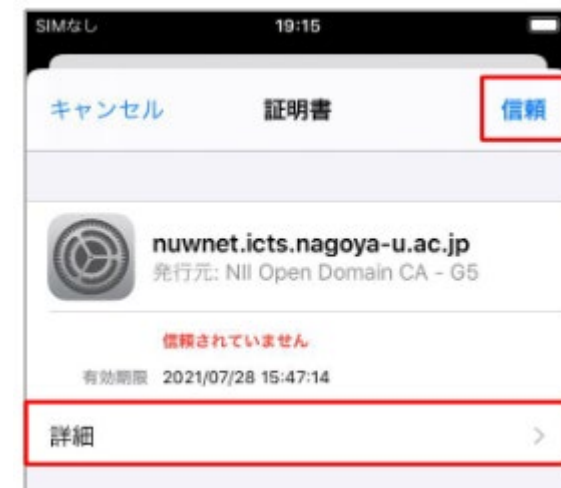 SIMなし 19:15
キャンセル 証明書 信頼
nuwnet.icts.nagoya-u.ac.jp
発行元: NII Open Domain CA - G5
信頼されていません
有効期限 2021/07/28 15:47:14
詳細